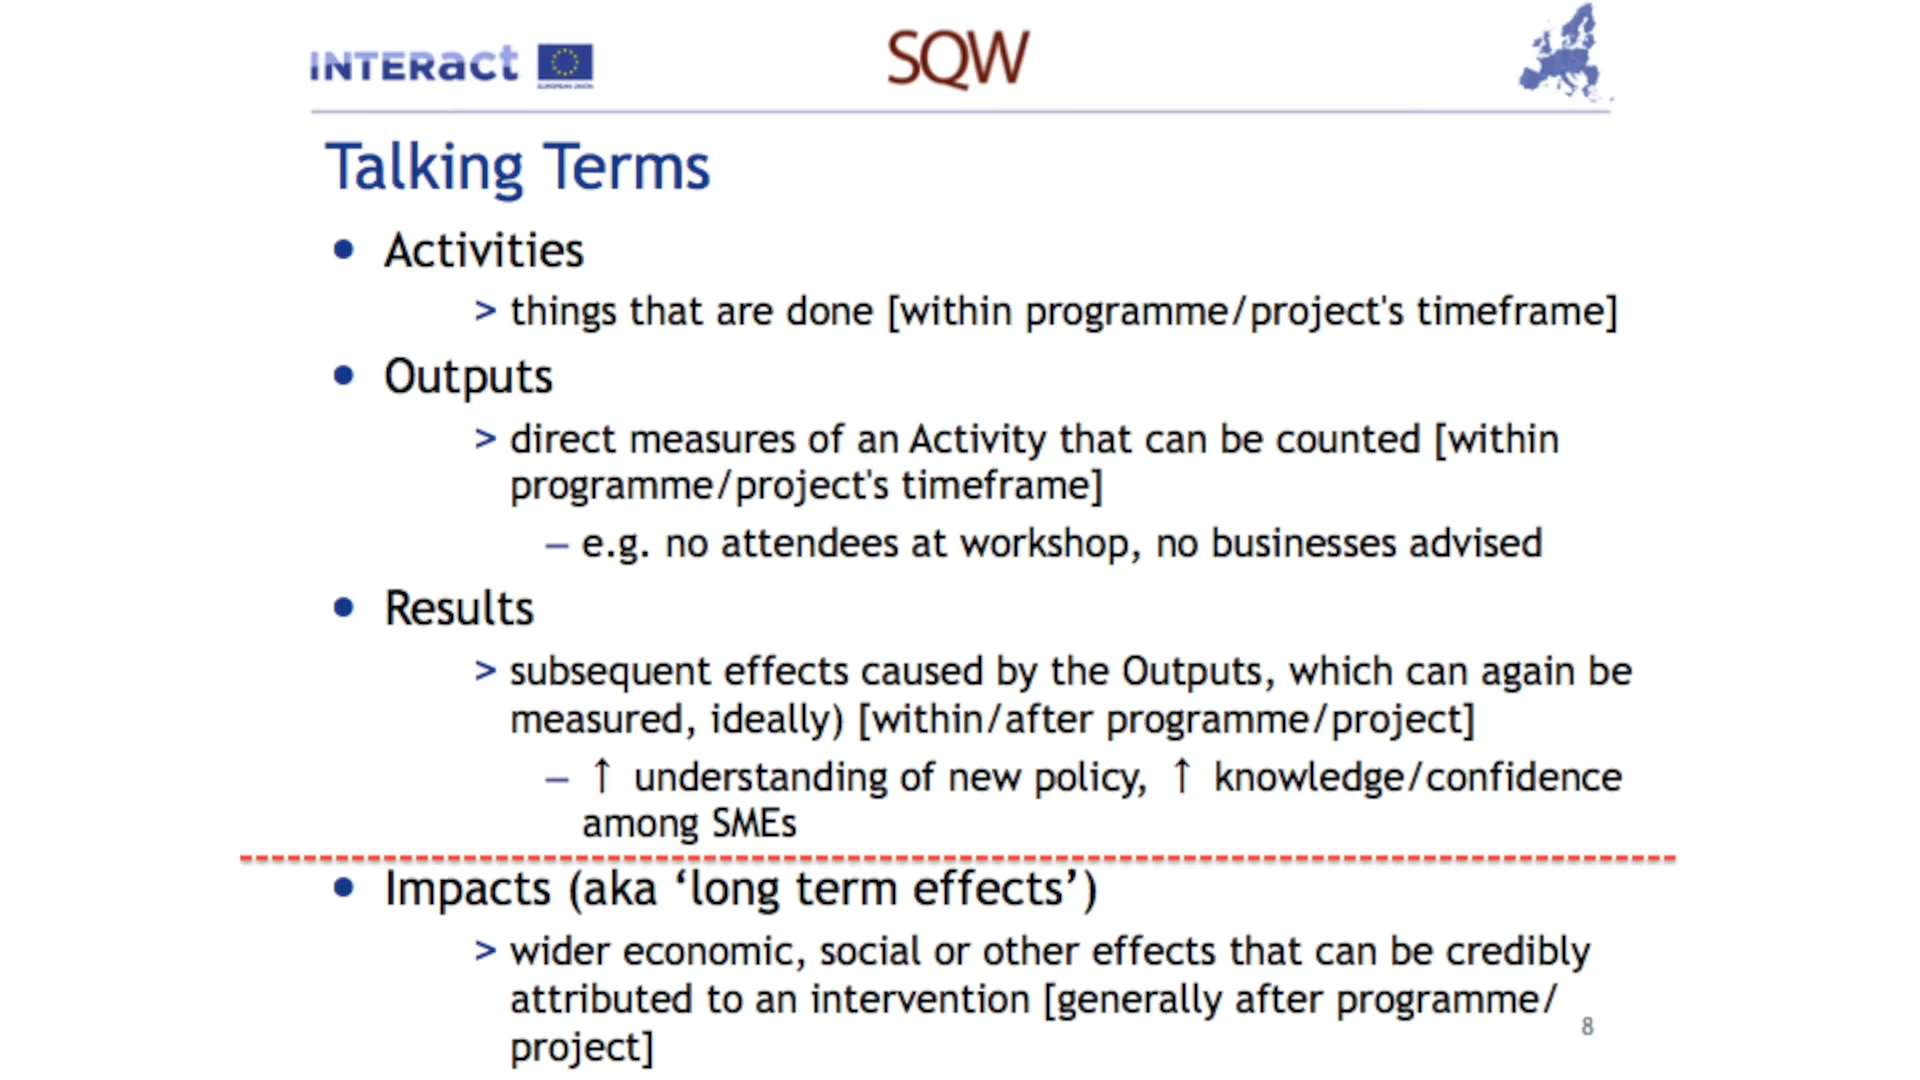 INTERact
EUROPEAN UNION
SQW
Talking Terms
• Activities
> things that are done [within programme/project's timeframe]
• Outputs
> direct measures of an Activity that can be counted [within
programme/project's timeframe]
– e.g. no attendees at workshop, no businesses advised
• Results
> subsequent effects caused by the Outputs, which can again be
measured, ideally) [within/after programme/project]
– ↑ understanding of new policy, ↑ knowledge/confidence
among SMEs
• Impacts (aka ‘long term effects’)
> wider economic, social or other effects that can be credibly
attributed to an intervention [generally after programme/
project]
8